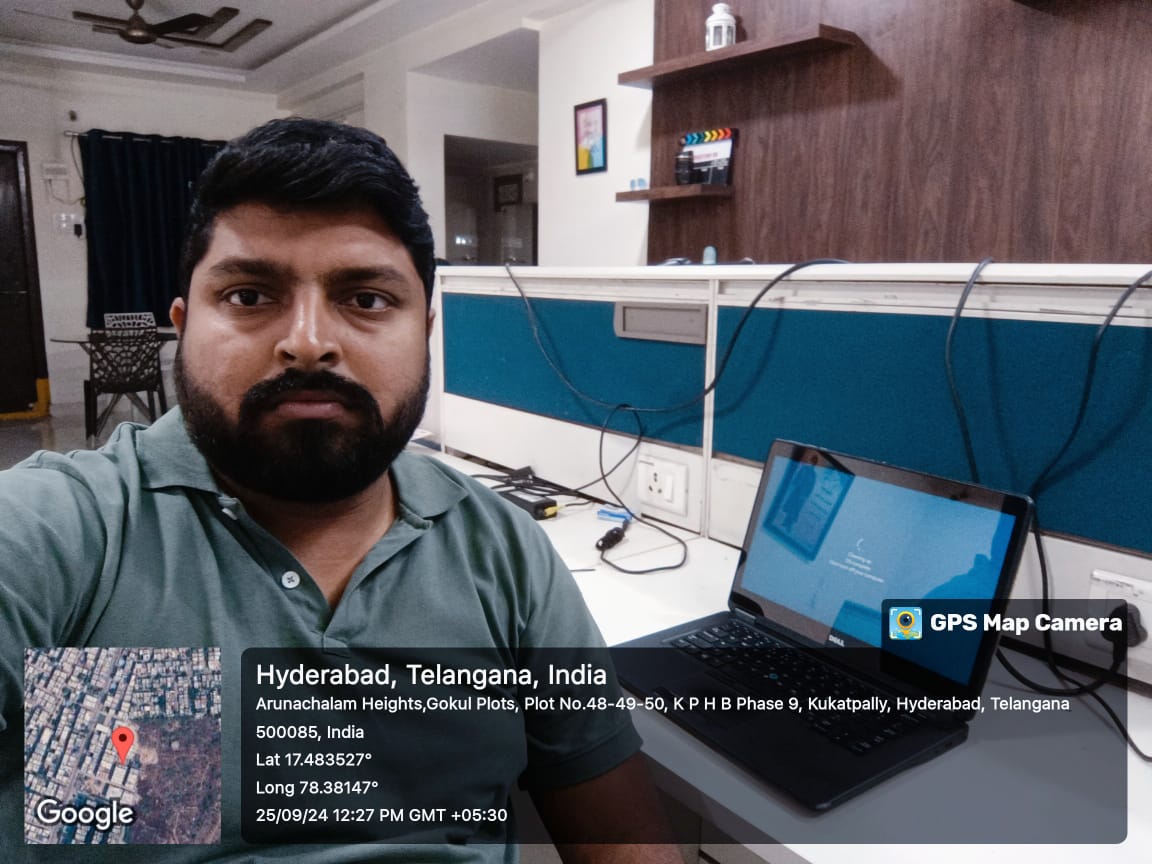 Cleaning up
DELL
GPS Map Camera
Hyderabad, Telangana, India
Arunachalam Heights,Gokul Plots, Plot No.48-49-50, K P H B Phase 9, Kukatpally, Hyderabad, Telangana
500085, India
Lat 17.483527°
Long 78.38147°
25/09/24 12:27 PM GMT +05:30
Google